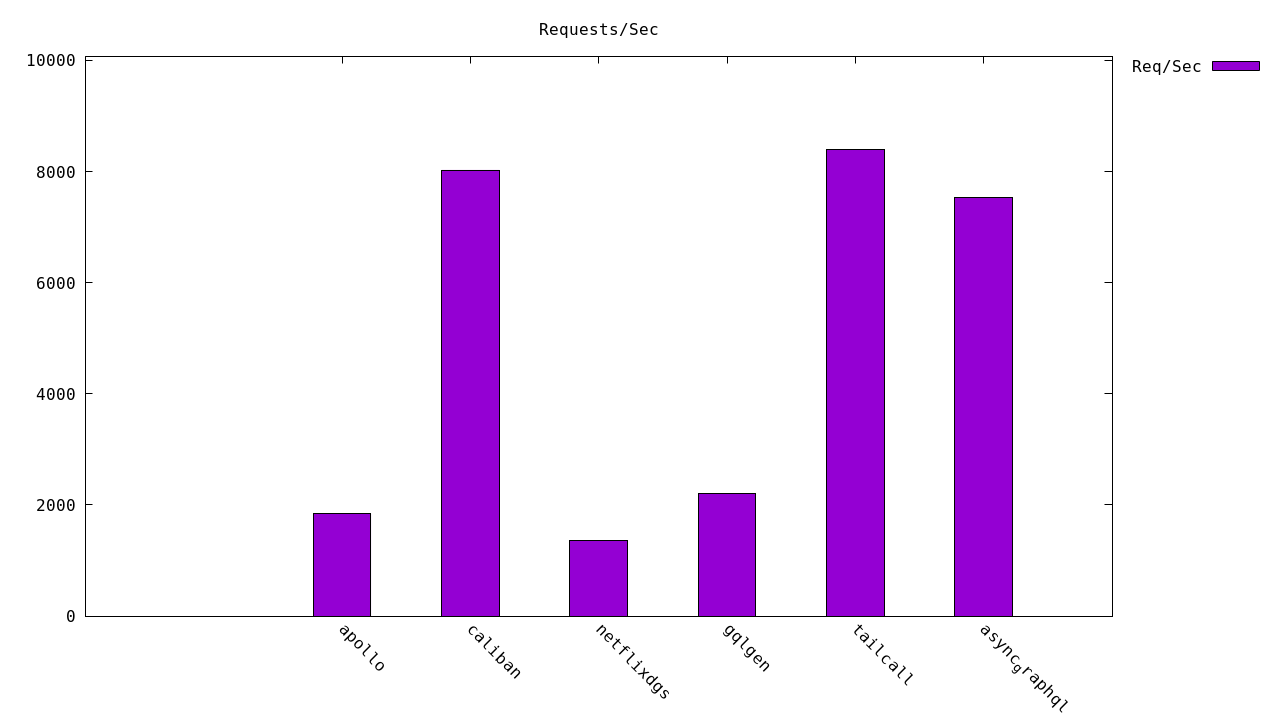 Requests/Sec
Req/Sec
10000
8000
6000
4000
2000
0
apollo
caliban
netflixdgs
gqlgen
tailcall
async_graphql